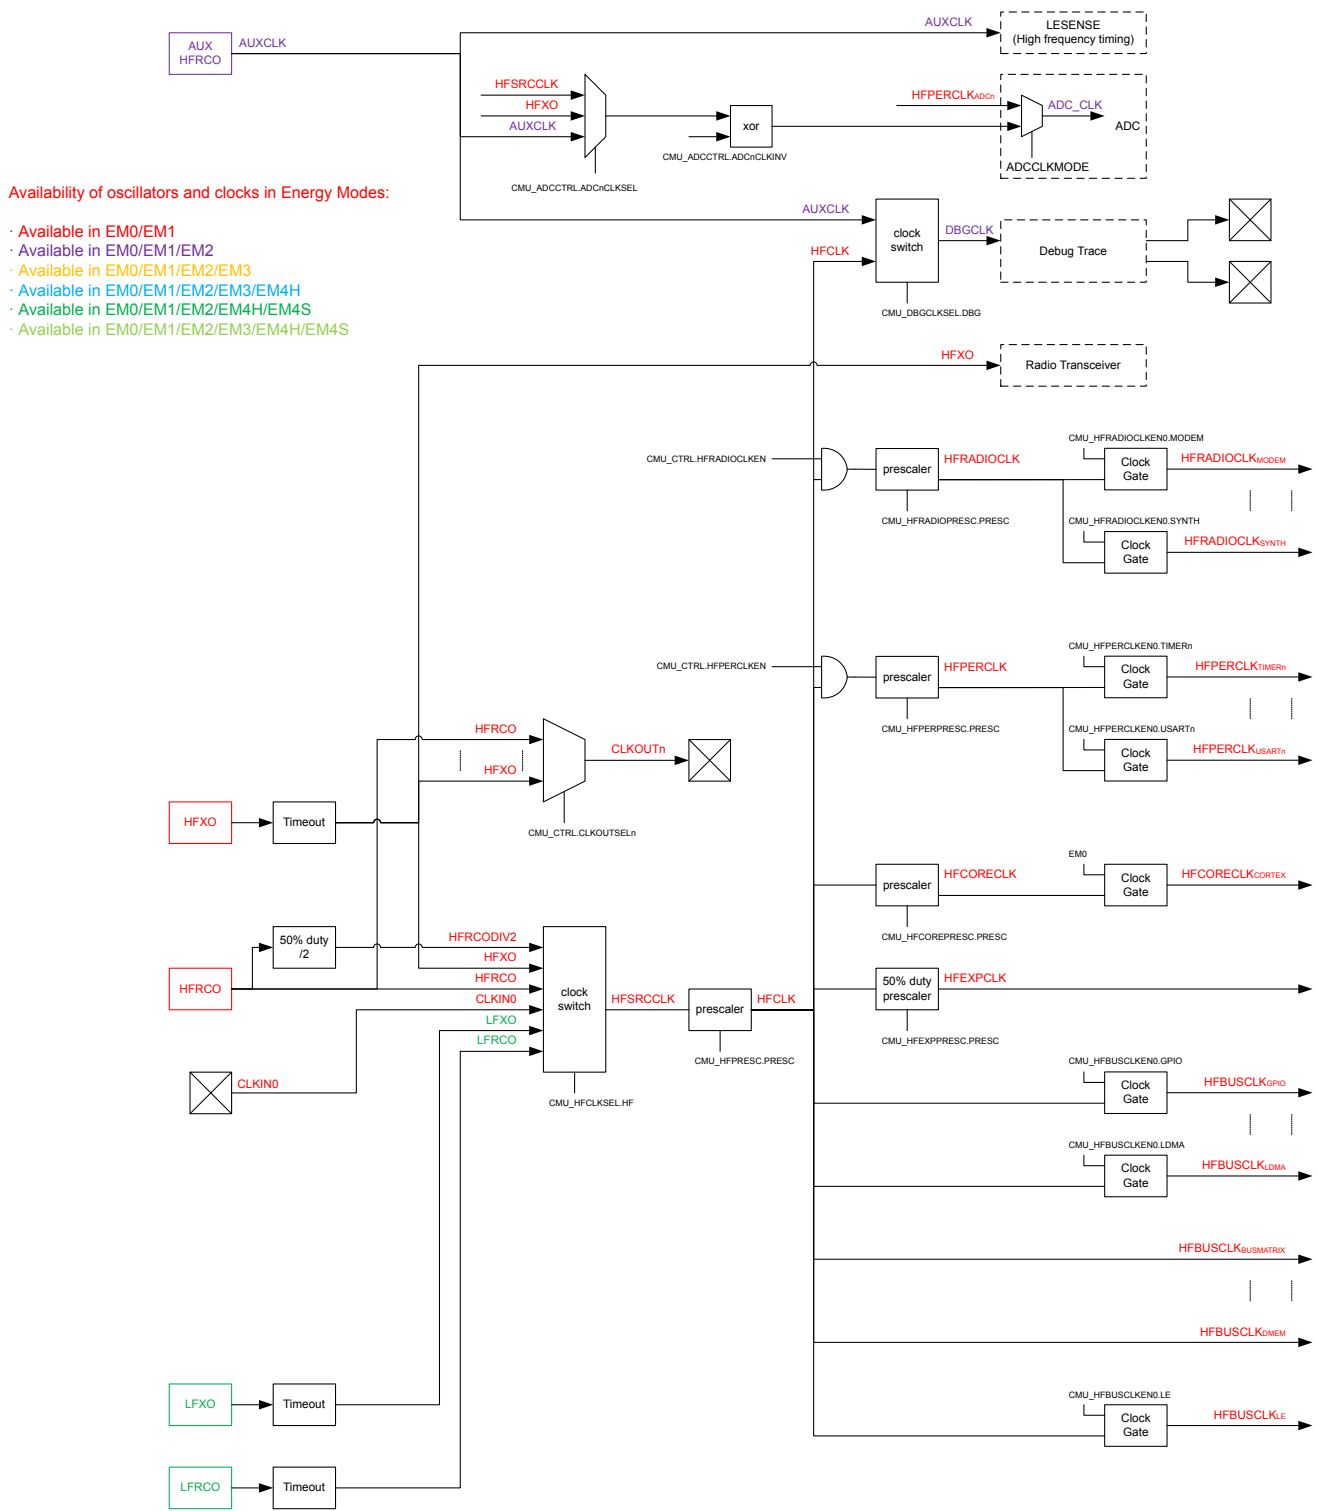 AUXCLK
LESENSE
(High frequency timing)
AUX
HFRCO
AUXCLK
HFSRCCLK
HFXO
AUXCLK
CMU_ADCCTRL.ADCnCLKSEL
xor
CMU_ADCCTRL.ADCnCLKINV
HFPERCLKADCn
ADC_CLK
ADC
ADCCLKMODE
Availability of oscillators and clocks in Energy Modes:
· Available in EM0/EM1
· Available in EM0/EM1/EM2
· Available in EM0/EM1/EM2/EM3
· Available in EM0/EM1/EM2/EM3/EM4H
· Available in EM0/EM1/EM2/EM4H/EM4S
· Available in EM0/EM1/EM2/EM3/EM4H/EM4S
AUXCLK
HFCLK
clock
switch
DBGCLK
Debug Trace
CMU_DBGCLKSEL.DBG
HFXO
Radio Transceiver
CMU_CTRL.HFRADIOCLKEN
prescaler
HFRADIOCLK
CMU_HFRADIOPRESC.PRESC
CMU_HFRADIOCLKEN0.MODEM
Clock
Gate
HFRADIOCLKMODEM
CMU_HFRADIOCLKEN0.SYNTH
Clock
Gate
HFRADIOCLKSYNTH
CMU_CTRL.HFPERCLKEN
prescaler
HFPERCLK
CMU_HFPERPRESC.PRESC
CMU_HFPERCLKEN0.TIMERn
Clock
Gate
HFPERCLKTIMERn
CMU_HFPERCLKEN0.USARTn
Clock
Gate
HFPERCLKUSARTn
HFRCO
HFXO
CLKOUTn
CMU_CTRL.CLKOUTSELn
HFXO
Timeout
prescaler
HFCORECLK
CMU_HFCOREPRESC.PRESC
EM0
Clock
Gate
HFCORECLKCORTEX
HFRCO
50% duty
/2
HFRCODIV2
HFXO
HFRCO
CLKIN0
LFXO
LFRCO
clock
switch
CMU_HFCLKSEL.HF
HFSRCCLK
prescaler
CMU_HFPRESC.PRESC
HFCLK
50% duty
prescaler
HFEXPCLK
CMU_HFEXPPRESC.PRESC
CLKIN0
CMU_HFBUSCLKEN0.GPIO
Clock
Gate
HFBUSCLKGPIO
CMU_HFBUSCLKEN0.LDMA
Clock
Gate
HFBUSCLKLDMA
HFBUSCLKBUSMATRIX
HFBUSCLKDMEM
LFXO
Timeout
CMU_HFBUSCLKEN0.LE
Clock
Gate
HFBUSCLKLE
LFRCO
Timeout